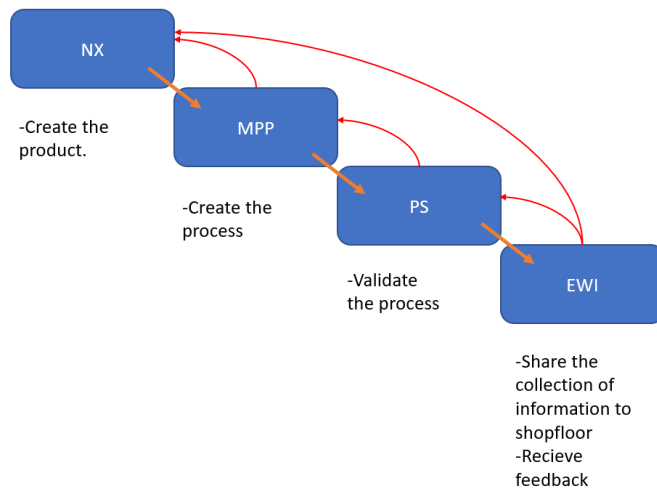 NX
-Create the
product.
MPP
-Create the
process
PS
-Validate
the process
EWI
-Share the
collection of
information to
shopfloor
-Recieve
feedback